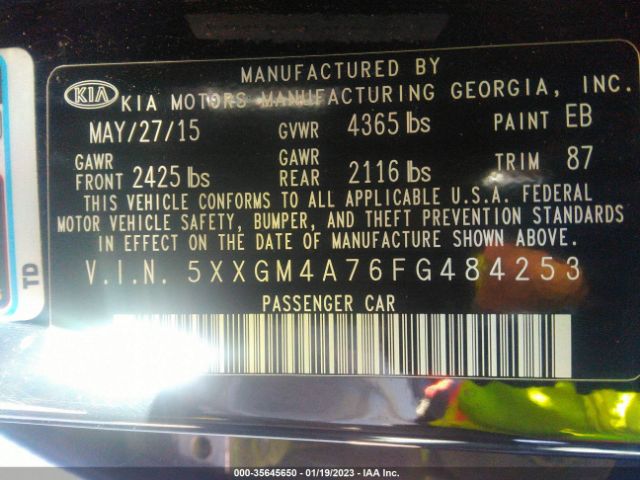 MANUFACTURED BY
KIA KIA MOTORS MANUFACTURING GEORGIA, INC.
MAY/27/15 GVWR 4365 lbs PAINT EB
GAWR FRONT 2425 lbs GAWR REAR 2116 lbs TRIM 87
THIS VEHICLE CONFORMS TO ALL APPLICABLE U.S.A. FEDERAL
MOTOR VEHICLE SAFETY, BUMPER, AND THEFT PREVENTION STANDARDS
IN EFFECT ON THE DATE OF MANUFACTURE SHOWN ABOVE.
V.I.N. 5XXGM4A76FG484253
PASSENGER CAR
TD
000-35645650 - 01/19/2023 - IAA Inc.